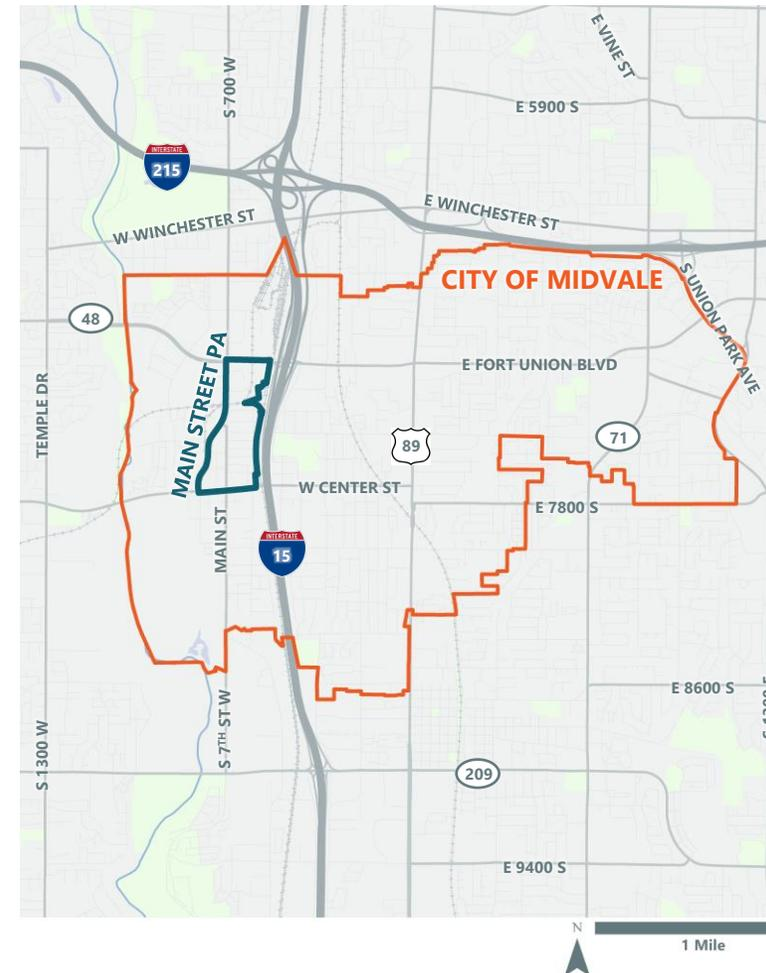 E VINE ST
S 700 W
E 5900 S
INTERSTATE
215
E WINCHESTER ST
W WINCHESTER ST
CITY OF MIDVALE
S UNION PARK AVE
48
MAIN STREET PA
E FORT UNION BLVD
TEMPLE DR
89
71
W CENTER ST
E 7800 S
MAIN ST
INTERSTATE
15
E 8600 S
S 7TH ST W
S 1300 W
209
E 9400 S
N
1 Mile